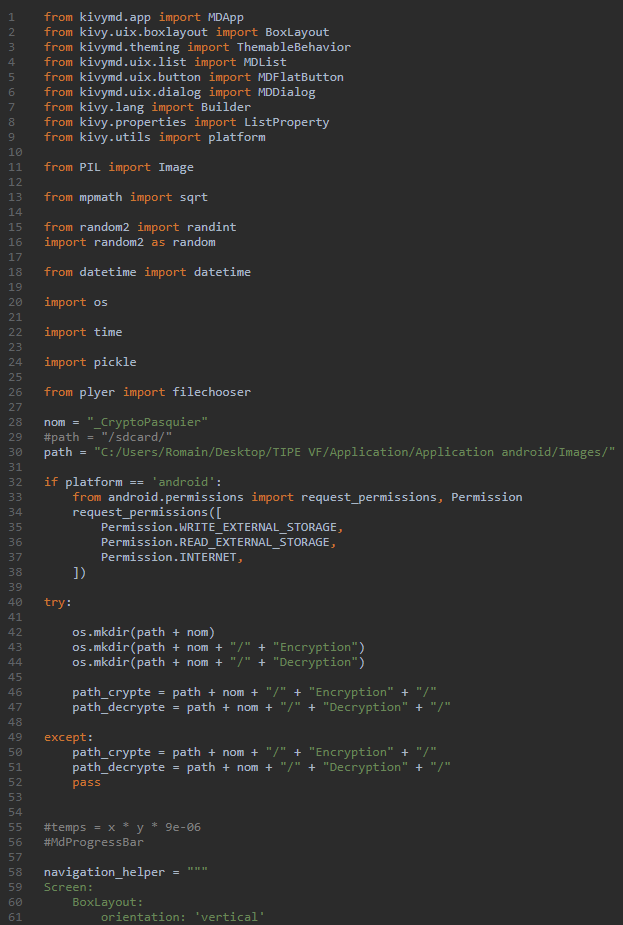 1 from kivymd.app import MDApp
2 from kivy.uix.boxlayout import BoxLayout
3 from kivymd.theming import ThemableBehavior
4 from kivymd.uix.list import MDList
5 from kivymd.uix.button import MDFlatButton
6 from kivymd.uix.dialog import MDDialog
7 from kivy.lang import Builder
8 from kivy.properties import ListProperty
9 from kivy.utils import platform
10
11 from PIL import Image
12
13 from mpmath import sqrt
14
15 from random2 import randint
16 import random2 as random
17
18 from datetime import datetime
19
20 import os
21
22 import time
23
24 import pickle
25
26 from plyer import filechooser
27
28 nom = "_CryptoPasquier"
29 #path = "/sdcard/"
30 path = "C:/Users/Romain/Desktop/TIPE VF/Application/Application android/Images/"
31
32 if platform == 'android':
33     from android.permissions import request_permissions, Permission
34     request_permissions([
35         Permission.WRITE_EXTERNAL_STORAGE,
36         Permission.READ_EXTERNAL_STORAGE,
37         Permission.INTERNET,
38     ])
39
40 try:
41
42     os.mkdir(path + nom)
43     os.mkdir(path + nom + "/" + "Encryption")
44     os.mkdir(path + nom + "/" + "Decryption")
45
46     path_crypte = path + nom + "/" + "Encryption" + "/"
47     path_decrypte = path + nom + "/" + "Decryption" + "/"
48
49 except:
50     path_crypte = path + nom + "/" + "Encryption" + "/"
51     path_decrypte = path + nom + "/" + "Decryption" + "/"
52     pass
53
54
55 #temps = x * y * 9e-06
56 #MdProgressBar
57
58 navigation_helper = """
59 Screen:
60     BoxLayout:
61         orientation: 'vertical'